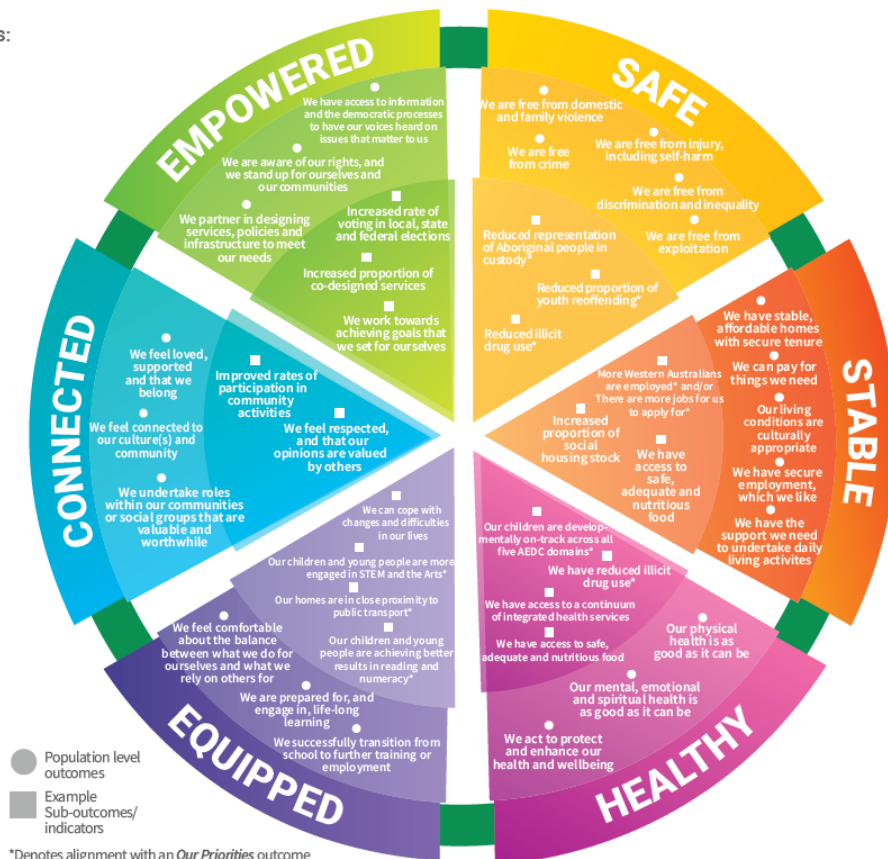 s:
EMPOWERED
We have access to information
and the democratic processes
to have our voices heard on
issues that matter to us
We are aware of our rights, and
we stand up for ourselves and
our communities
We partner in designing
services, policies and
infrastructure to meet
our needs
Increased rate of
voting in local, state
and federal elections
Increased proportion of
co-designed services
We work towards
achieving goals that
we set for ourselves
SAFE
We are free from domestic
and family violence
We are free
from crime
We are free from injury,
including self-harm
We are free from
discrimination and inequality
We are free from
exploitation
Reduced representation
of Aboriginal people in
custody*
Reduced proportion of
youth reoffending*
Reduced illicit
drug use*
STABLE
We have stable,
affordable homes
with secure tenure
We can pay for
things we need
Our living
conditions are
culturally
appropriate
We have secure
employment,
which we like
We have the
support we need
to undertake daily
living activites
More Western Australians
are employed* and/or
There are more jobs for us
to apply for*
Increased
proportion of
social
housing stock
We have
access to
safe,
adequate and
nutritious
food
HEALTHY
Our children are develop-
mentally on-track across all
five AEDC domains*
We have reduced illicit
drug use*
We have access to a continuum
of integrated health services
We have access to safe,
adequate and nutritious food
Our physical
health is as
good as it can be
Our mental, emotional
and spiritual health is
as good as it can be
We act to protect
and enhance our
health and wellbeing
EQUIPPED
We can cope with
changes and difficulties
in our lives
Our children and young people are more
engaged in STEM and the Arts*
Our homes are in close proximity to
public transport*
Our children and young
people are achieving better
results in reading and
numeracy*
We feel comfortable
about the balance
between what we do for
ourselves and what we
rely on others for
We are prepared for, and
engage in, life-long
learning
We successfully transition from
school to further training or
employment
CONNECTED
We feel loved,
supported
and that we
belong
We feel connected to
our culture(s) and
community
We undertake roles
within our communities
or social groups that are
valuable and
worthwhile
Improved rates of
participation in
community
activities
We feel respected,
and that our
opinions are valued
by others
Population level
outcomes
Example
Sub-outcomes/
indicators
*Denotes alignment with an Our Priorities outcome